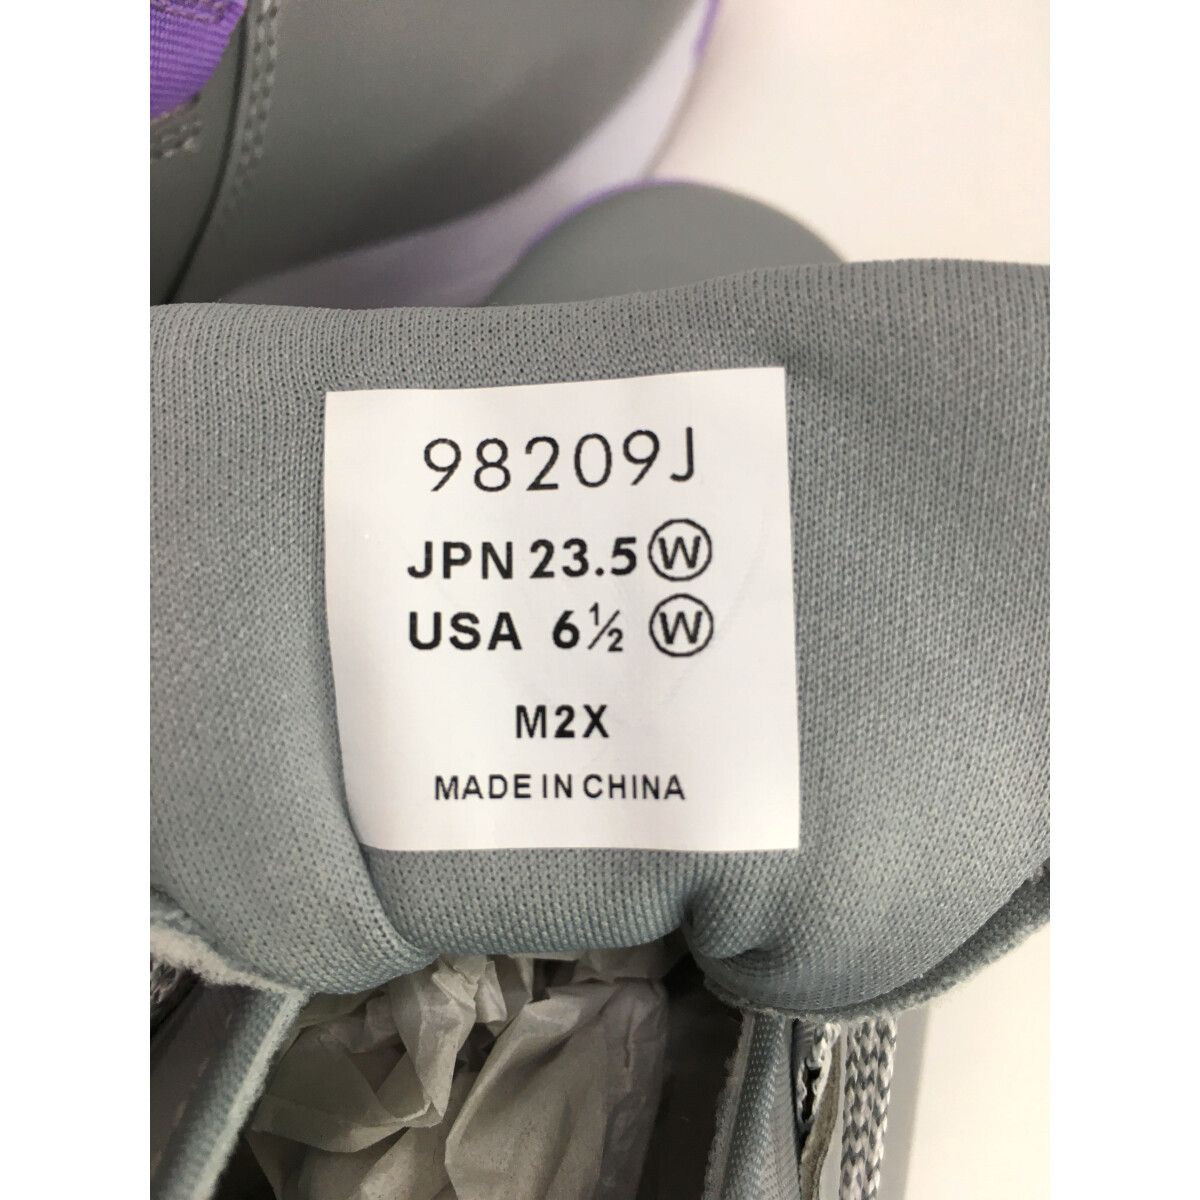 98209J
JPN 23.5 Ⓦ
USA 6½ Ⓦ
M2X
MADE IN CHINA